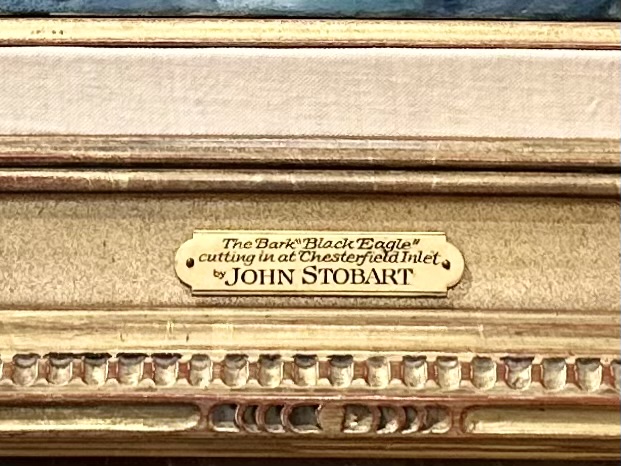 The Bark "Black Eagle"
cutting in at Chesterfield Inlet
by JOHN STOBART